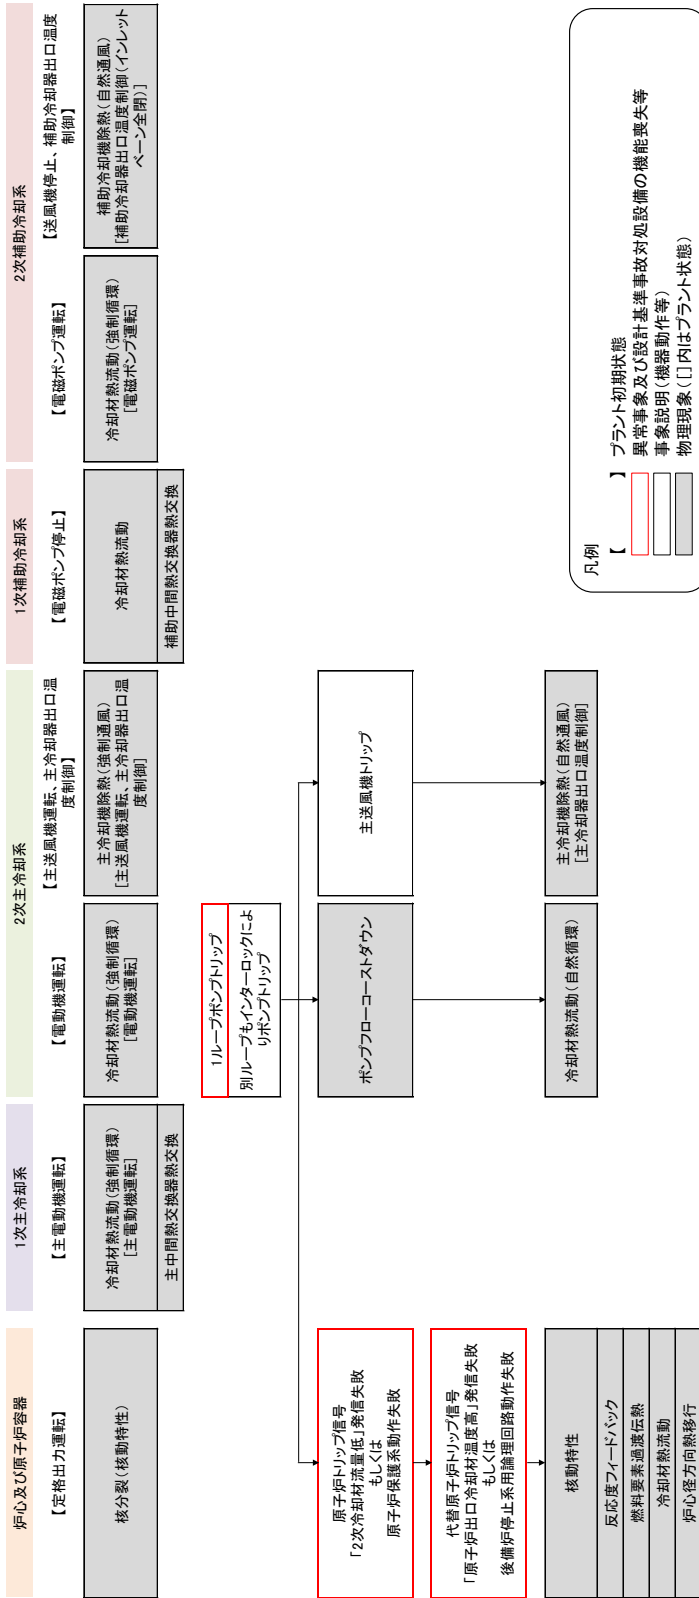 炉心及び原子炉容器
1次主冷却系
2次主冷却系
1次補助冷却系
2次補助冷却系
【定格出力運転】
【主電動機運転】
【電動機運転】
【主送風機運転、主冷却器出口温
度制御】
【電磁ポンプ停止】
【電磁ポンプ運転】
【送風機停止、補助冷却器出口温度
制御】
核分裂(核動特性)
冷却材熱流動(強制循環)
[主電動機運転]
主中間熱交換器熱交換
冷却材熱流動(強制循環)
[電動機運転]
主冷却機除熱(強制通風)
[主送風機運転、主冷却器出口温
度制御]
冷却材熱流動
補助中間熱交換器熱交換
冷却材熱流動(強制循環)
[電磁ポンプ運転]
補助冷却機除熱(自然通風)
[補助冷却器出口温度制御(インレット
ベーン全閉)]
1ループポンプトリップ
別ループもインターロックによ
りポンプトリップ
原子炉トリップ信号
「2次冷却材流量低」発信失敗
もしくは
原子炉保護系動作失敗
ポンプフローコーストダウン
主送風機トリップ
代替原子炉トリップ信号
「原子炉出口冷却材温度高」発信失敗
もしくは
後備炉停止系用論理回路動作失敗
核動特性
反応度フィードバック
燃料要素過渡伝熱
冷却材熱流動
炉心径方向熱移行
冷却材熱流動(自然循環)
主冷却機除熱(自然通風)
[主冷却器出口温度制御]
凡例
【 】 プラント初期状態
異常事象及び設計基準事故対処設備の機能喪失等
事象説明(機器動作等)
物理現象([]内はプラント状態)